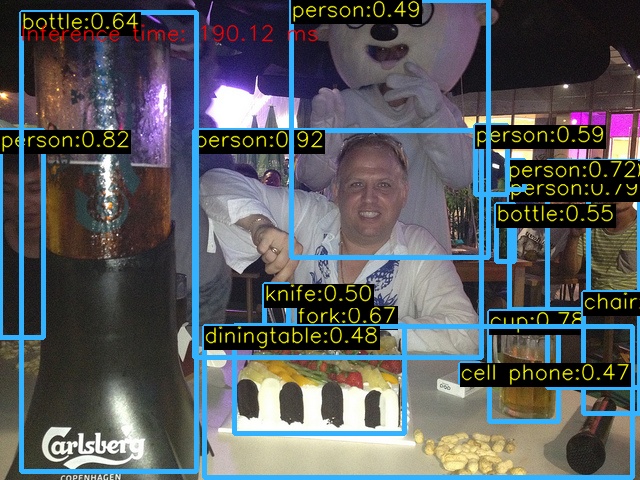 person:0.49
bottle:0.64
Inference time: 190.12 ms
person:0.82
person:0.92
person:0.59
person:0.72
person:0.79
bottle:0.55
knife:0.50
fork:0.67
chair
cup:0.78
diningtable:0.48
cell phone:0.47
Carlsberg
COPENHAGEN